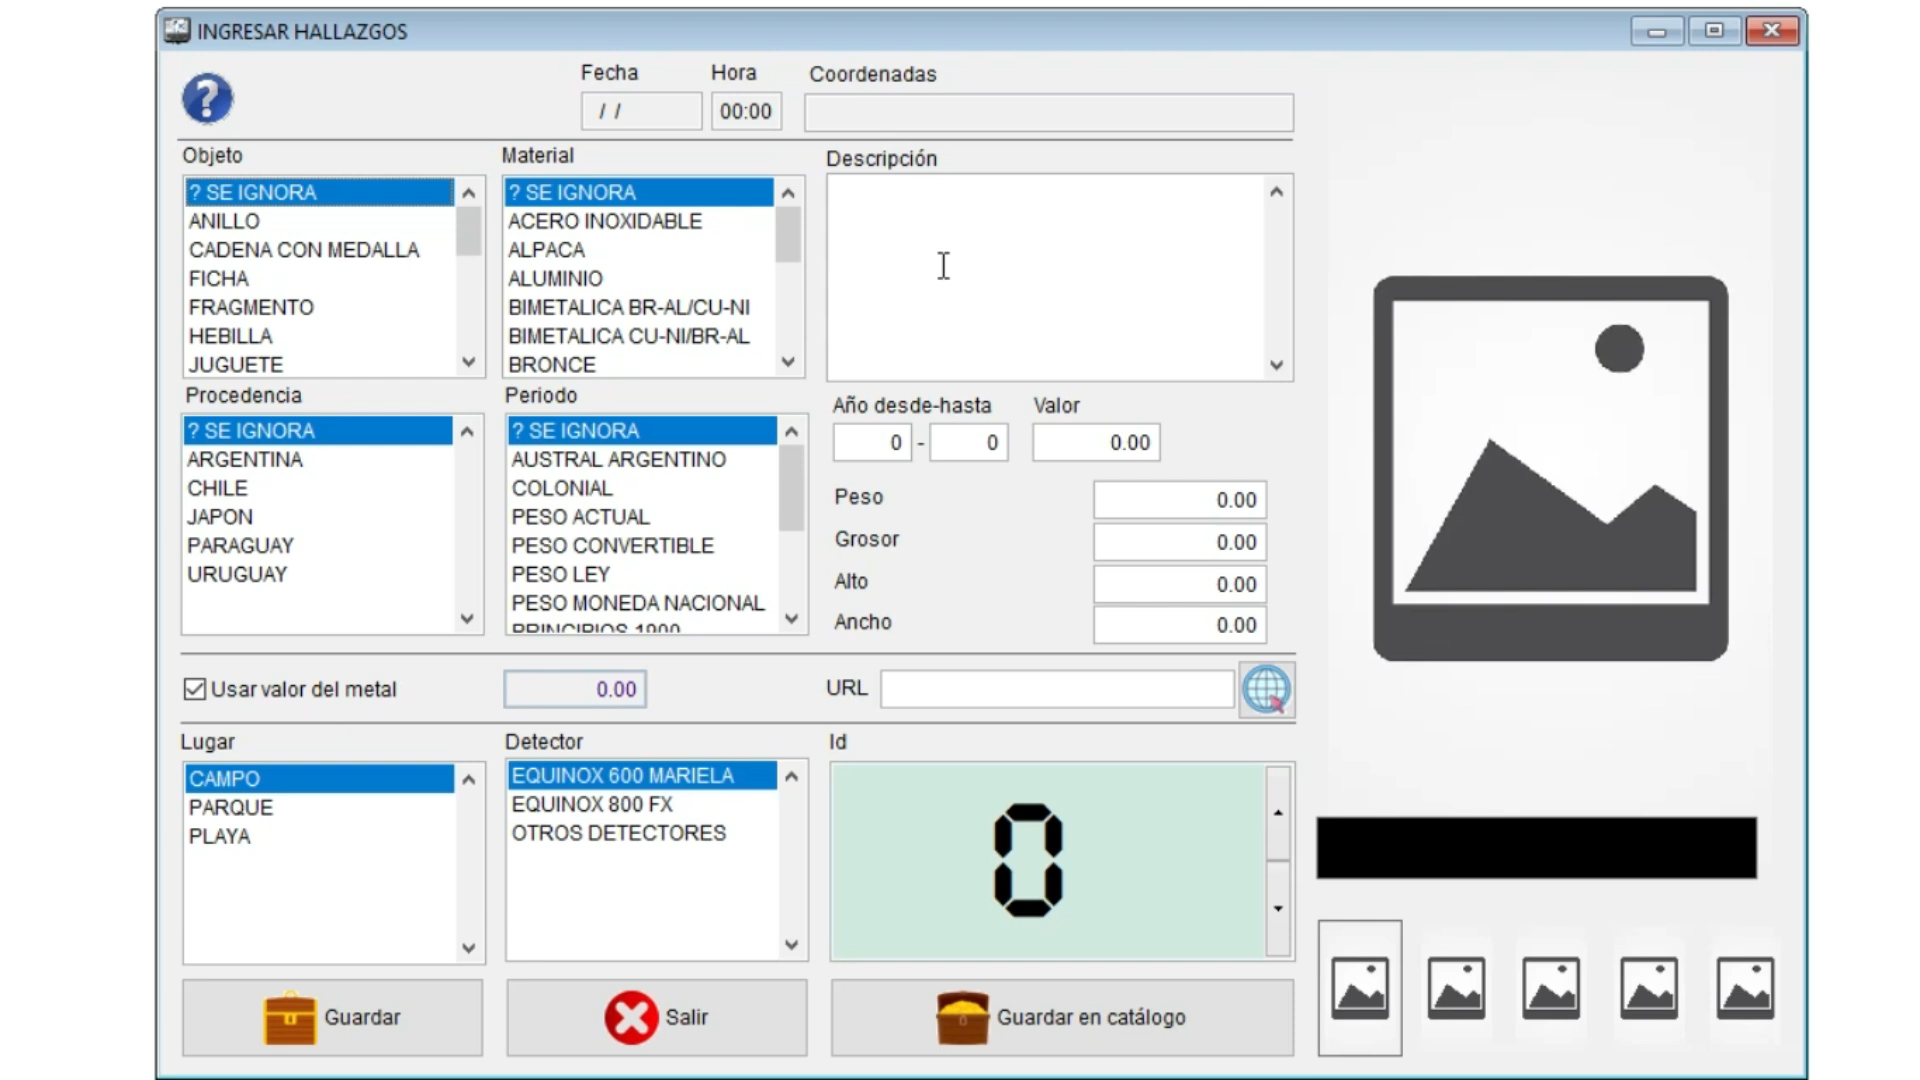 INGRESAR HALLAZGOS
?
Fecha Hora Coordenadas
/ / 00:00
Objeto
? SE IGNORA
ANILLO
CADENA CON MEDALLA
FICHA
FRAGMENTO
HEBILLA
JUGUETE
Material
? SE IGNORA
ACERO INOXIDABLE
ALPACA
ALUMINIO
BIMETALICA BR-AL/CU-NI
BIMETALICA CU-NI/BR-AL
BRONCE
Descripción
Procedencia
? SE IGNORA
ARGENTINA
CHILE
JAPON
PARAGUAY
URUGUAY
Periodo
? SE IGNORA
AUSTRAL ARGENTINO
COLONIAL
PESO ACTUAL
PESO CONVERTIBLE
PESO LEY
PESO MONEDA NACIONAL
PRINCIPIOS 1900
Año desde-hasta Valor
0 - 0 0.00
Peso 0.00
Grosor 0.00
Alto 0.00
Ancho 0.00
Usar valor del metal 0.00
URL
Lugar
CAMPO
PARQUE
PLAYA
Detector
EQUINOX 600 MARIELA
EQUINOX 800 FX
OTROS DETECTORES
Id
0
Guardar
Salir
Guardar en catálogo